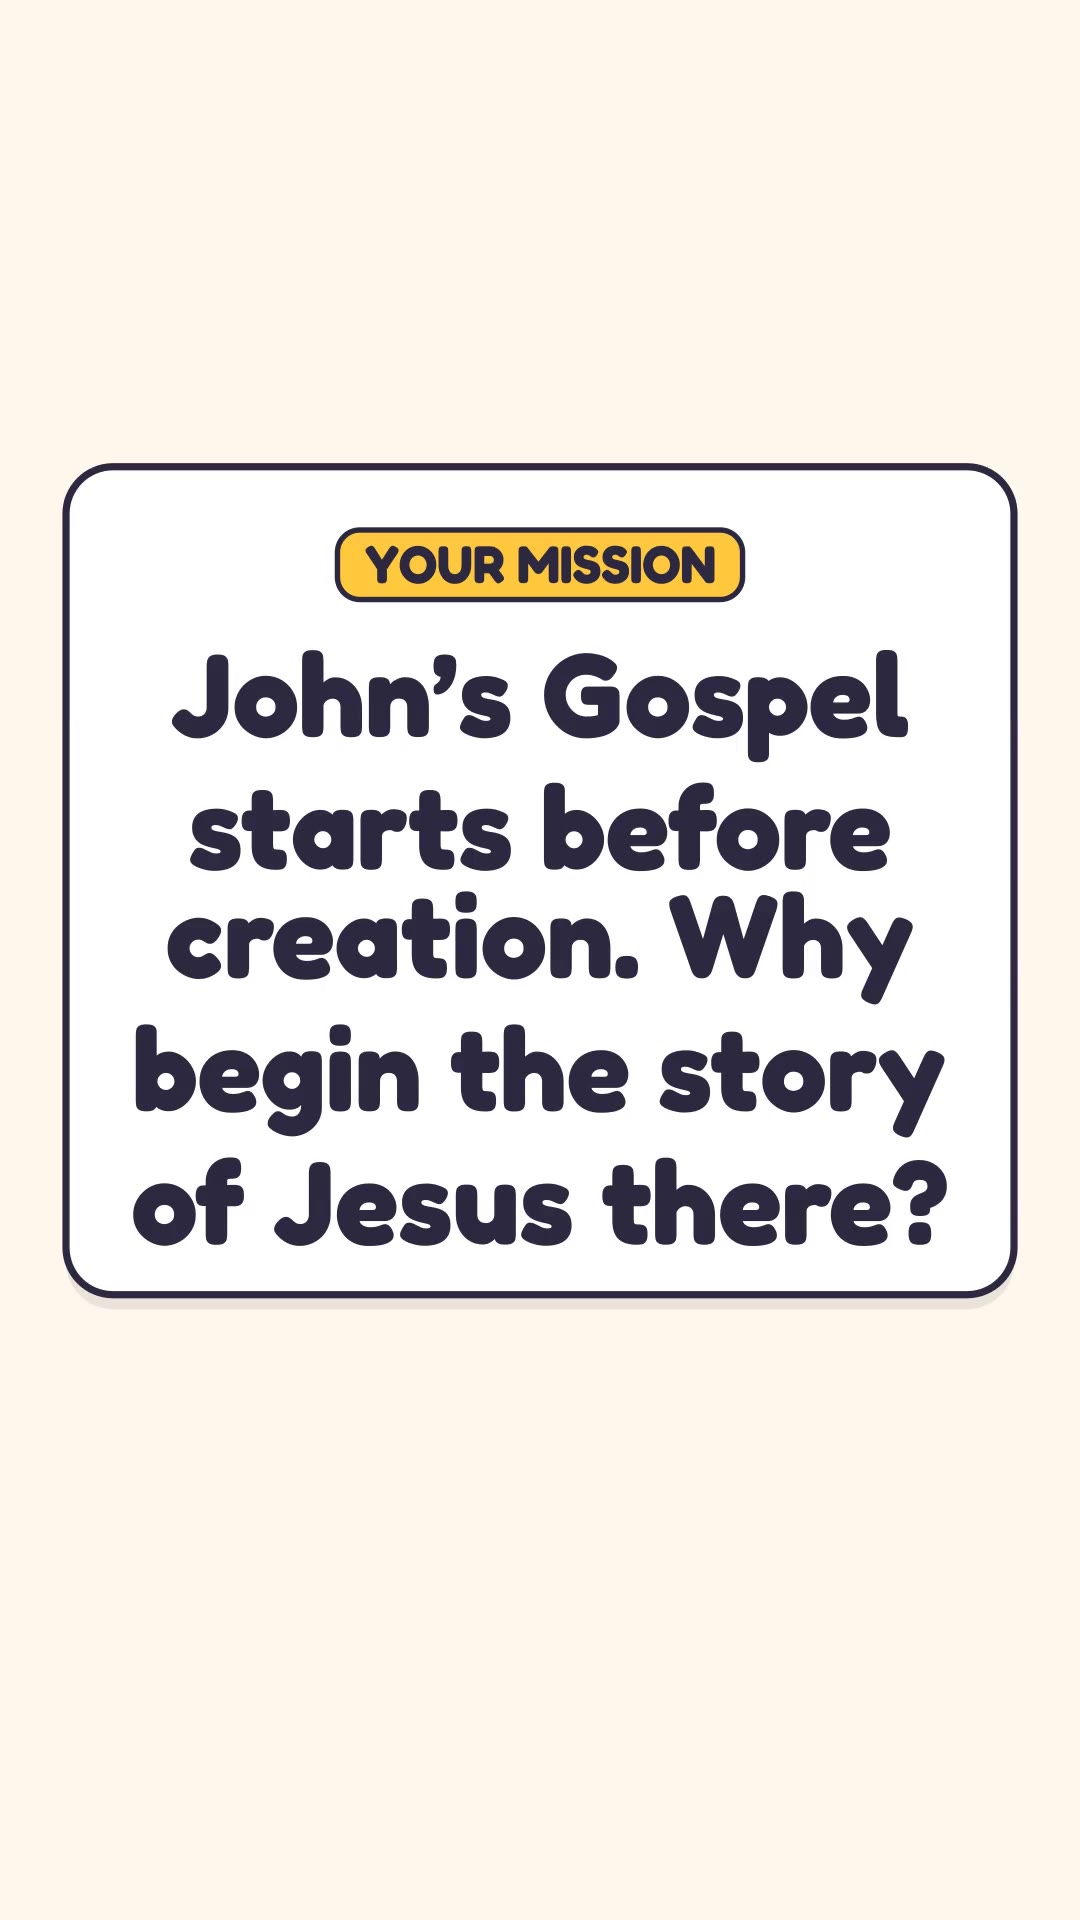 YOUR MISSION
John’s Gospel
starts before
creation. Why
begin the story
of Jesus there?